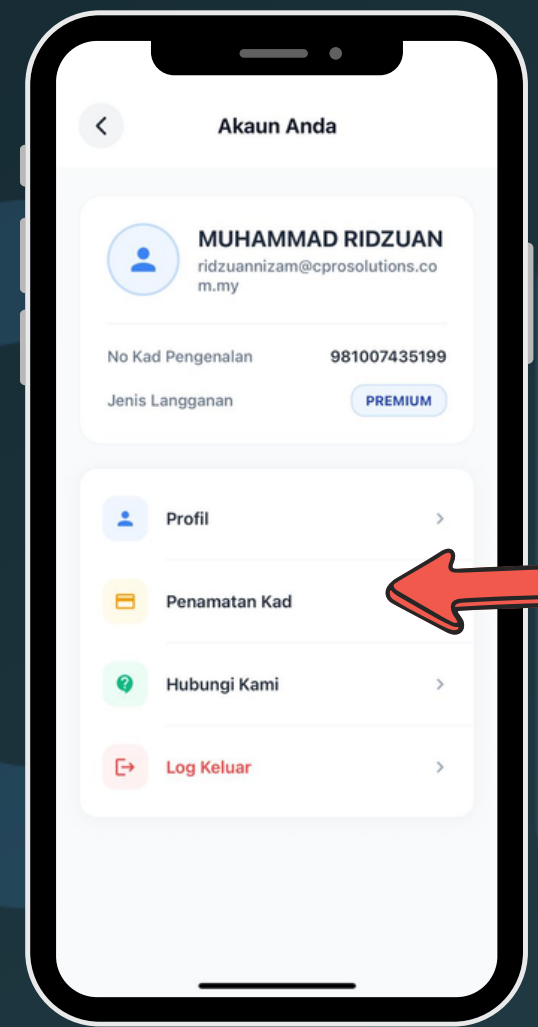 Akaun Anda
MUHAMMAD RIDZUAN
ridzuannizam@cprosolutions.co
m.my
No Kad Pengenalan 981007435199
Jenis Langganan PREMIUM
Profil
Penamatan Kad
Hubungi Kami
Log Keluar